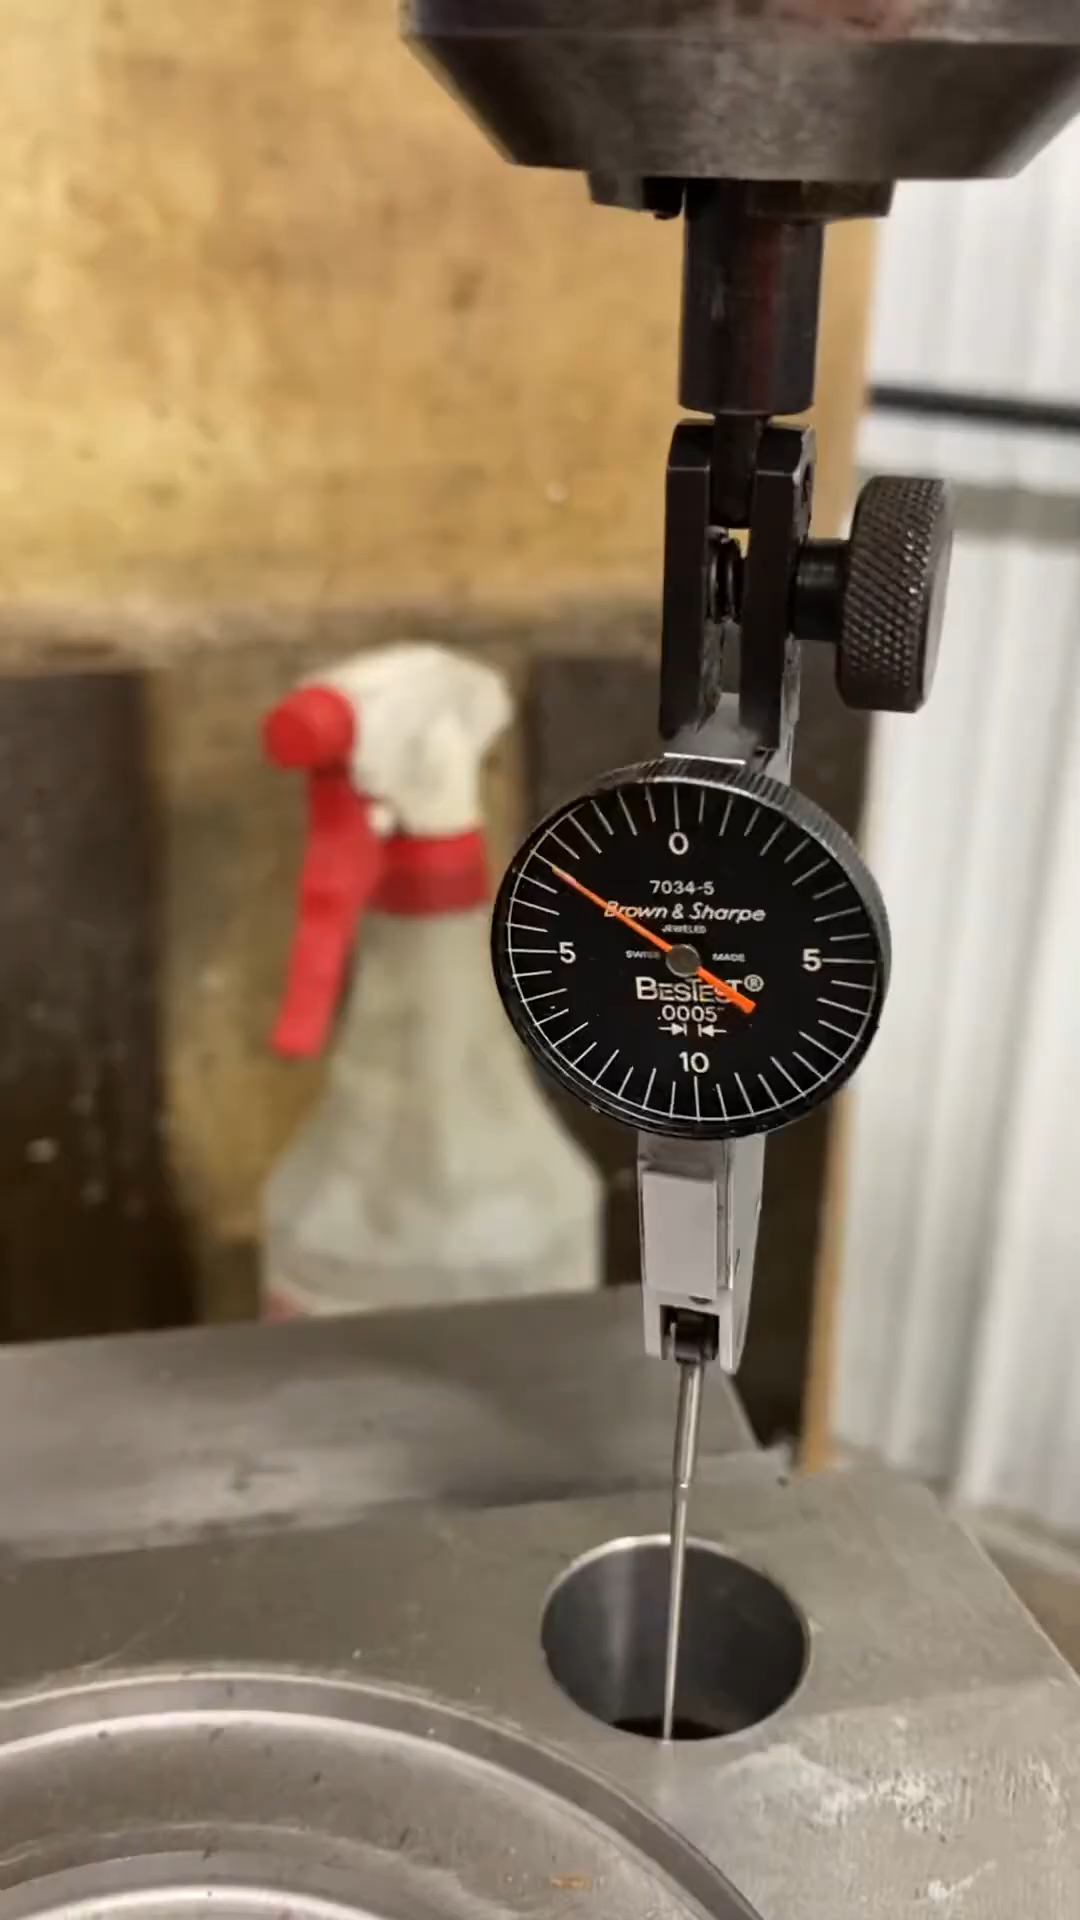 0
7034-5
Brown & Sharpe
JEWELED
5 SWISS MADE 5
BESTEST®
.0005"
10